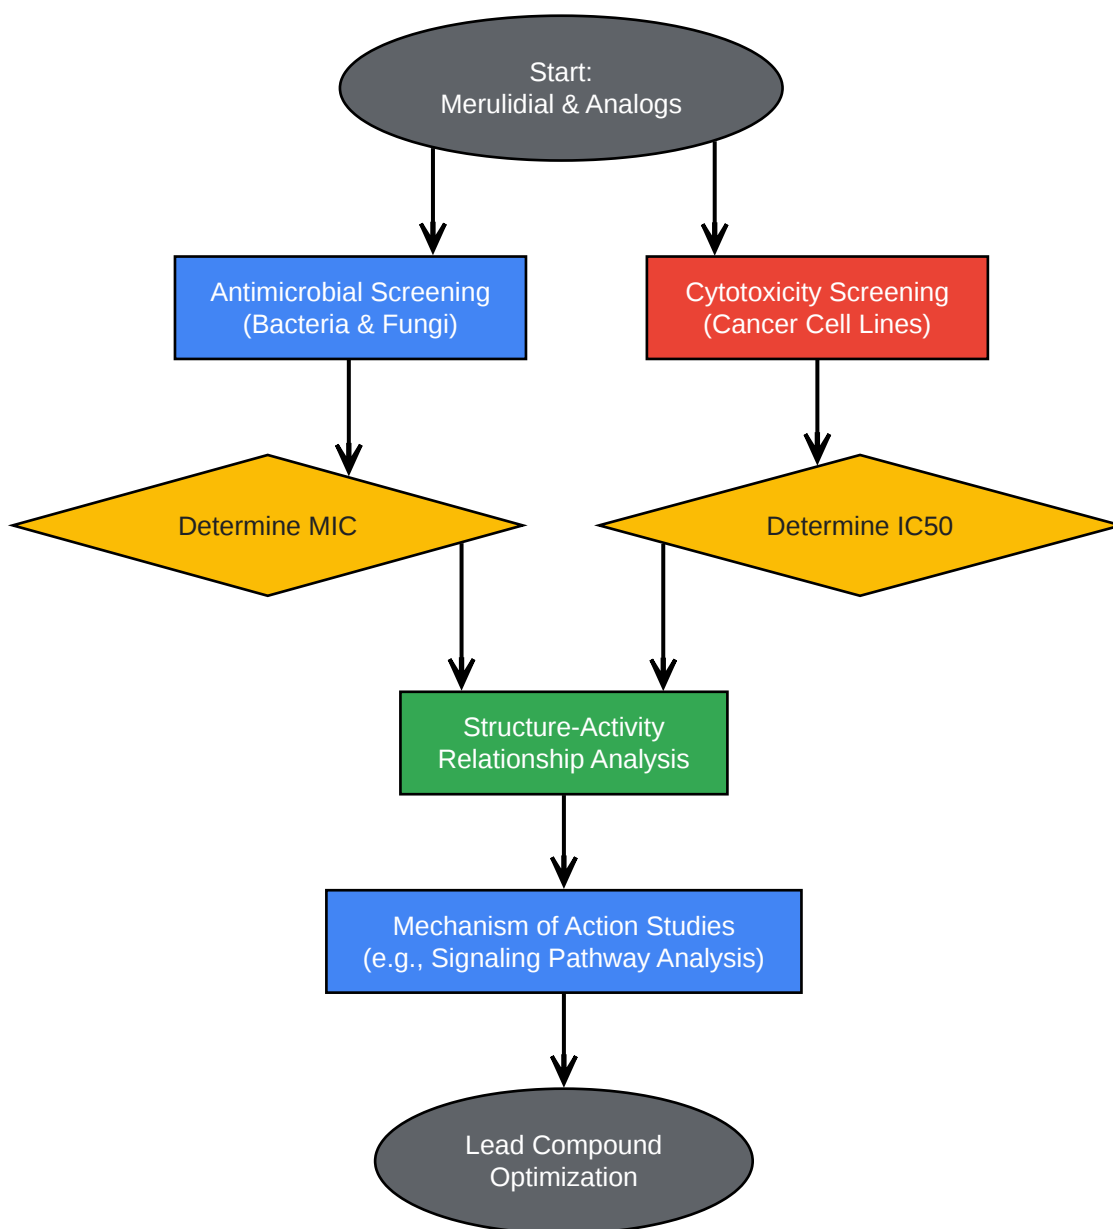 Start:
Merulidial & Analogs
Antimicrobial Screening
(Bacteria & Fungi)
Cytotoxicity Screening
(Cancer Cell Lines)
Determine MIC
Determine IC50
Structure-Activity
Relationship Analysis
Mechanism of Action Studies
(e.g., Signaling Pathway Analysis)
Lead Compound
Optimization